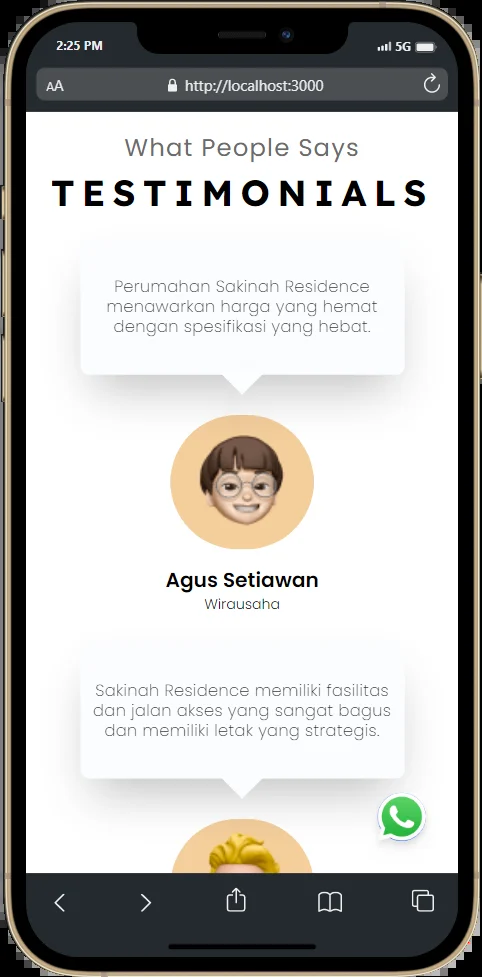 2:25 PM
5G
AA
http://localhost:3000
What People Says
TESTIMONIALS
Perumahan Sakinah Residence
menawarkan harga yang hemat
dengan spesifikasi yang hebat.
Agus Setiawan
Wirausaha
Sakinah Residence memiliki fasilitas
dan jalan akses yang sangat bagus
dan memiliki letak yang strategis.